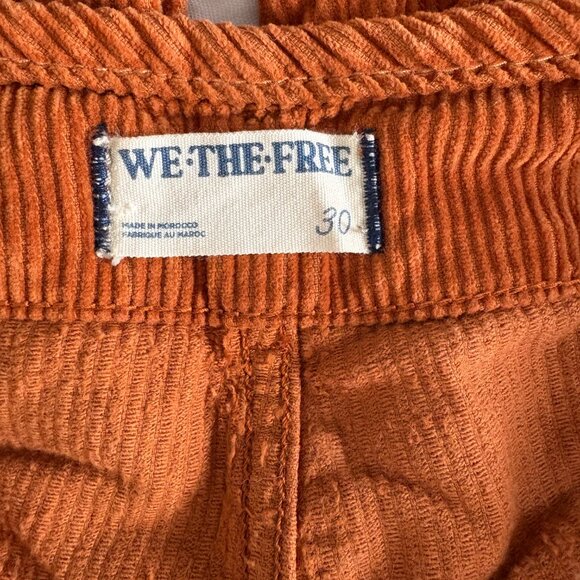 WE·THE·FREE
30
MADE IN MOROCCO
FABRIQUE AU MAROC